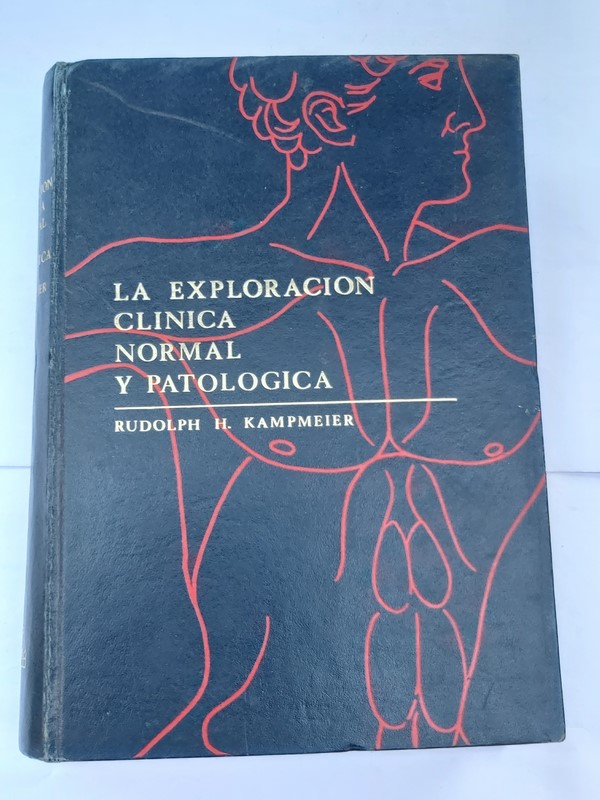 LA EXPLORACION
CLINICA
NORMAL
Y PATOLOGICA
RUDOLPH H. KAMPMEIER